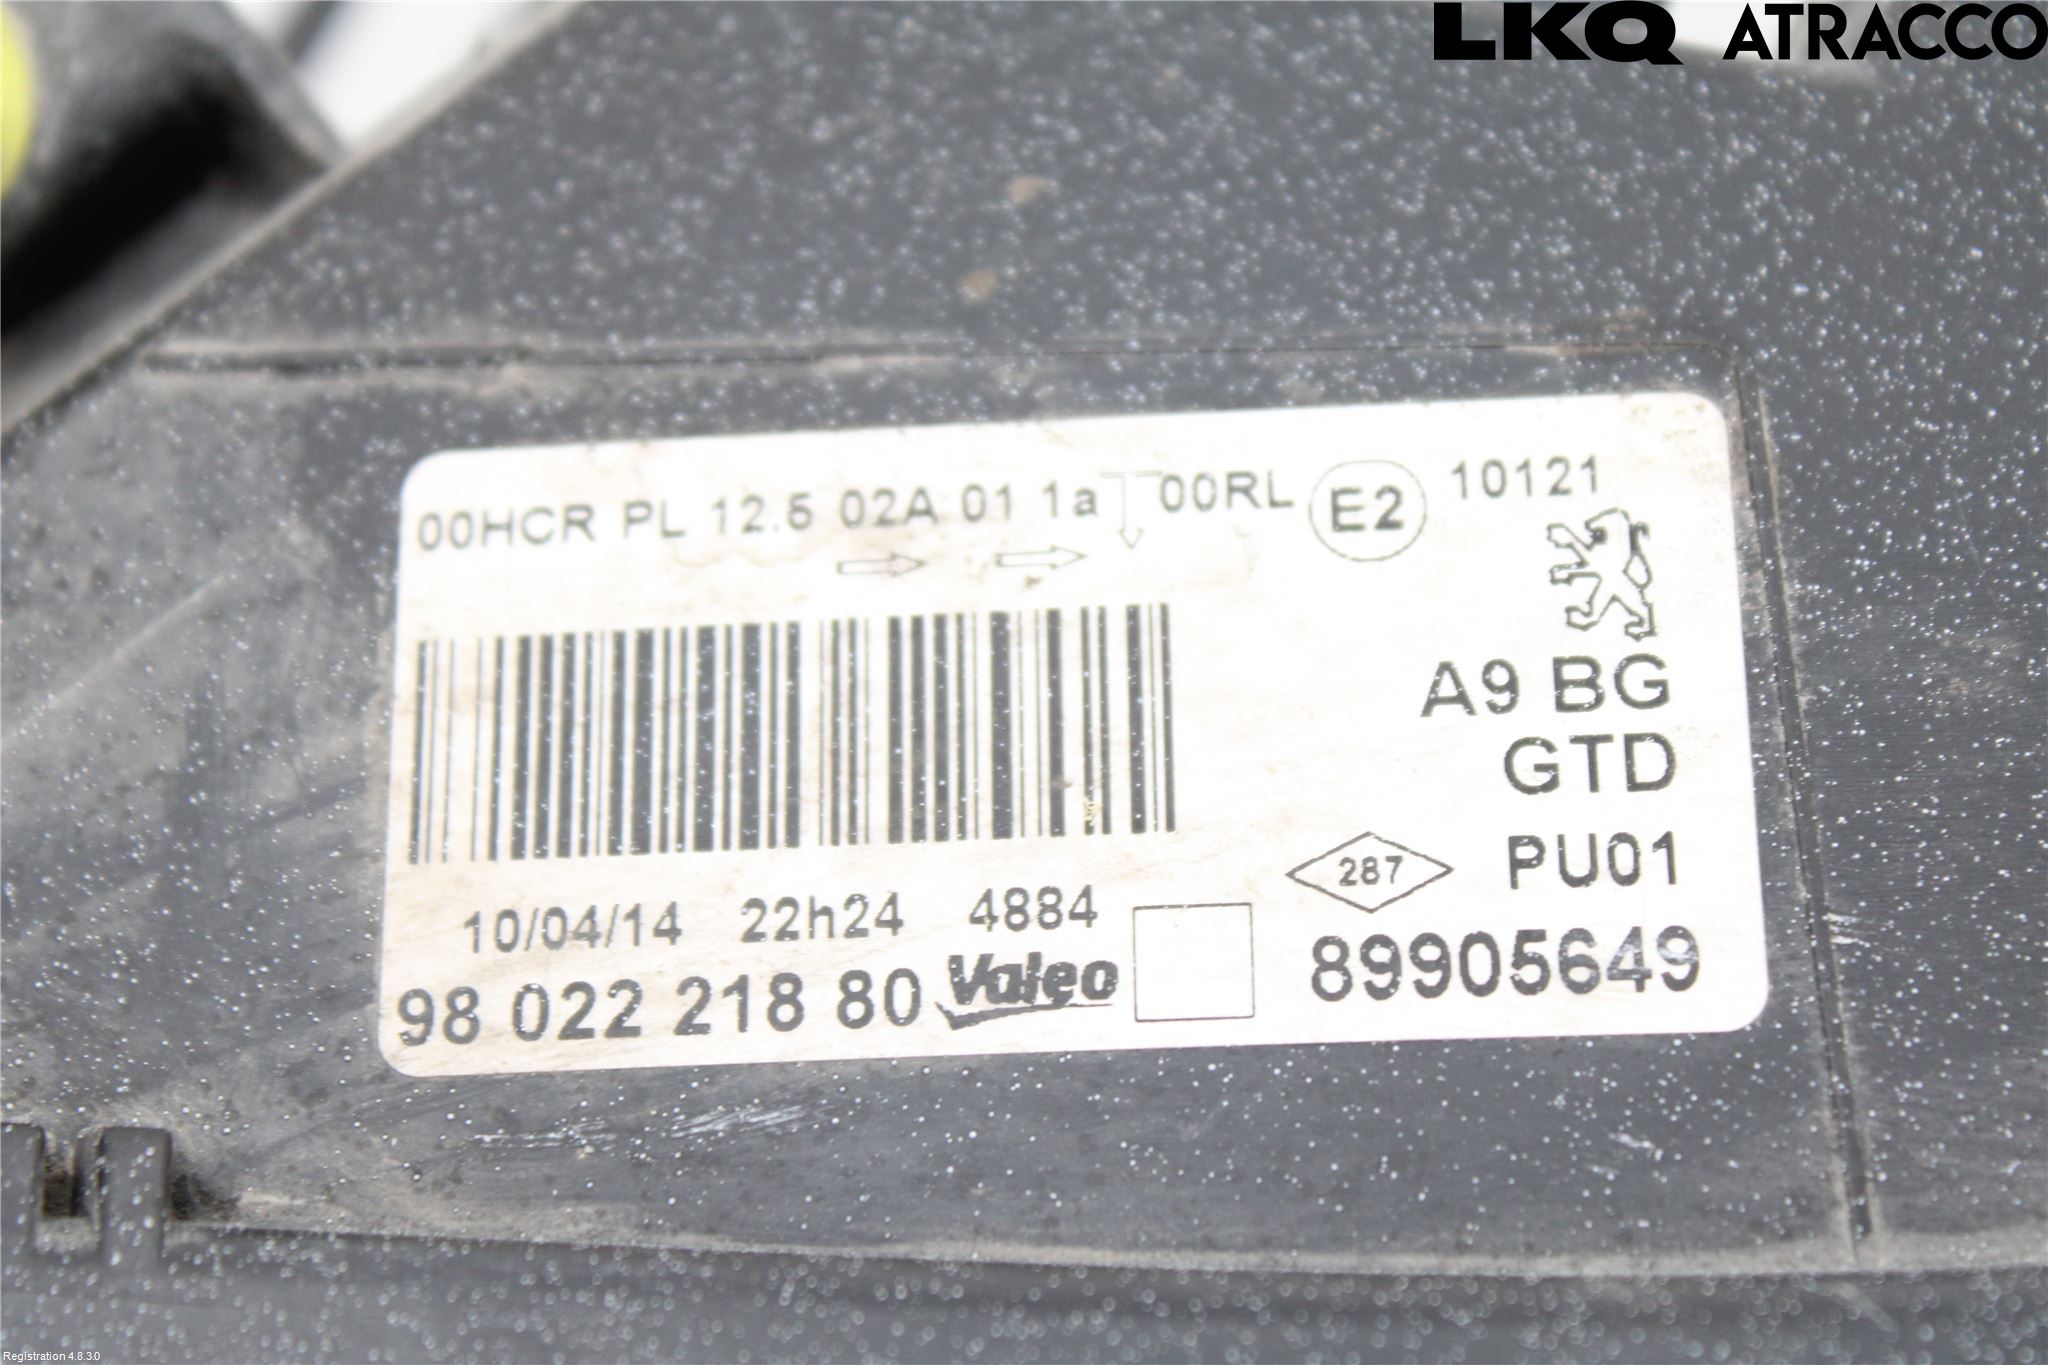 LKQ ATRACCO
00HCR PL 12.5 02A 01 1a 00RL E2 10121
A9 BG
GTD
287 PU01
10/04/14 22h24 4884
98 022 218 80 Valeo 89905649
Registration 4.8.3.0